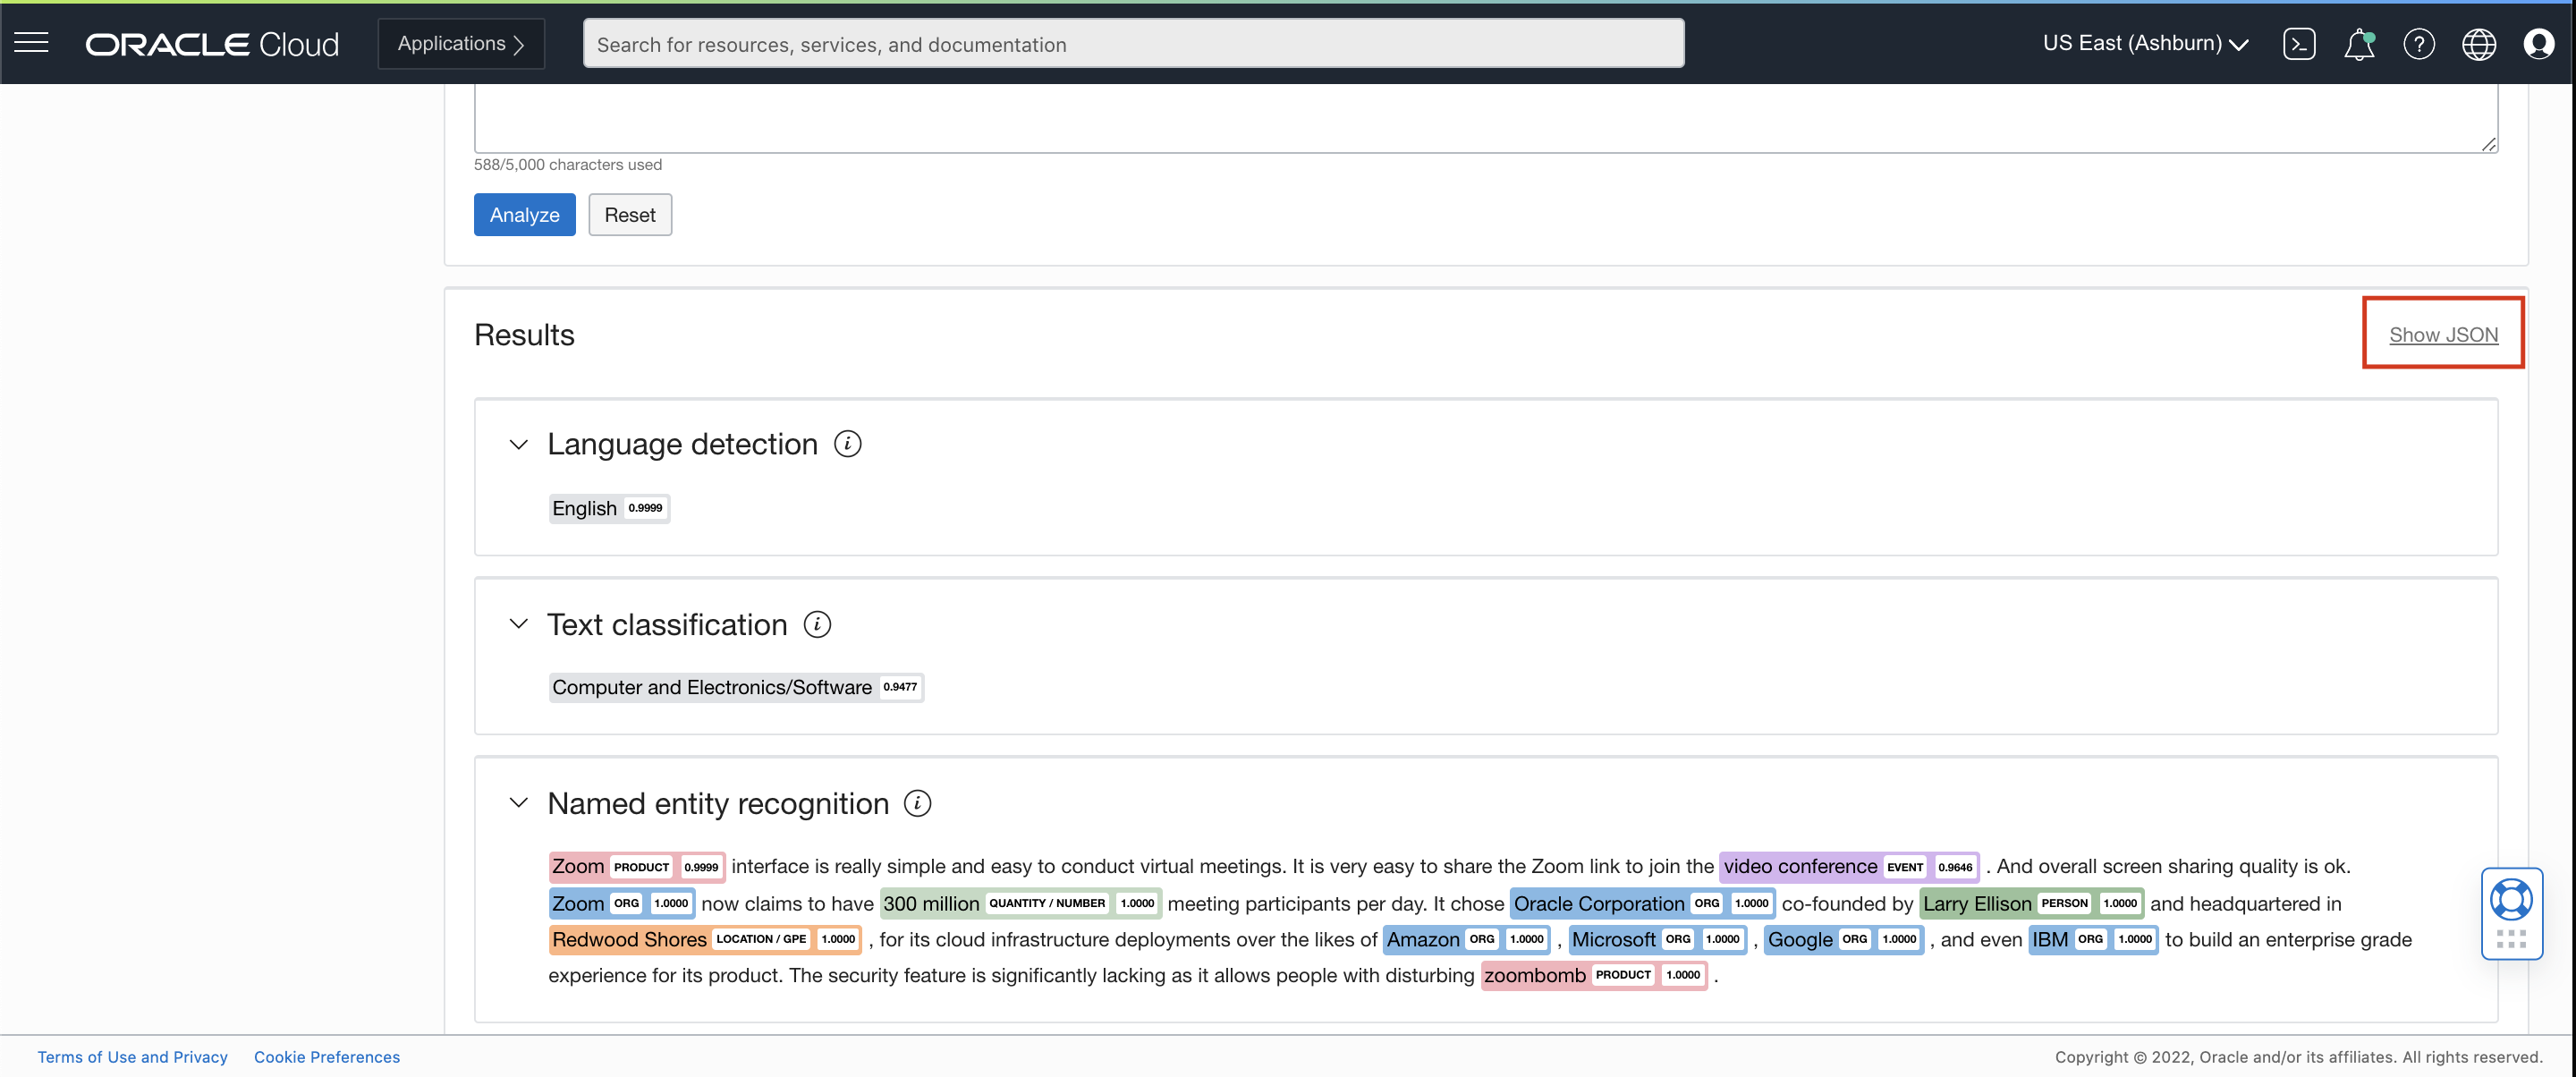 ORACLE Cloud
Applications
Search for resources, services, and documentation
US East (Ashburn)
588/5,000 characters used
Analyze
Reset
Results
Show JSON
Language detection
English 0.9999
Text classification
Computer and Electronics/Software 0.9477
Named entity recognition
Zoom PRODUCT 0.9999 interface is really simple and easy to conduct virtual meetings. It is very easy to share the Zoom link to join the video conference EVENT 0.9646 . And overall screen sharing quality is ok.
Zoom ORG 1.0000 now claims to have 300 million QUANTITY / NUMBER 1.0000 meeting participants per day. It chose Oracle Corporation ORG 1.0000 co-founded by Larry Ellison PERSON 1.0000 and headquartered in
Redwood Shores LOCATION / GPE 1.0000 , for its cloud infrastructure deployments over the likes of Amazon ORG 1.0000 , Microsoft ORG 1.0000 , Google ORG 1.0000 , and even IBM ORG 1.0000 to build an enterprise grade
experience for its product. The security feature is significantly lacking as it allows people with disturbing zoombomb PRODUCT 1.0000 .
Terms of Use and Privacy
Cookie Preferences
Copyright © 2022, Oracle and/or its affiliates. All rights reserved.